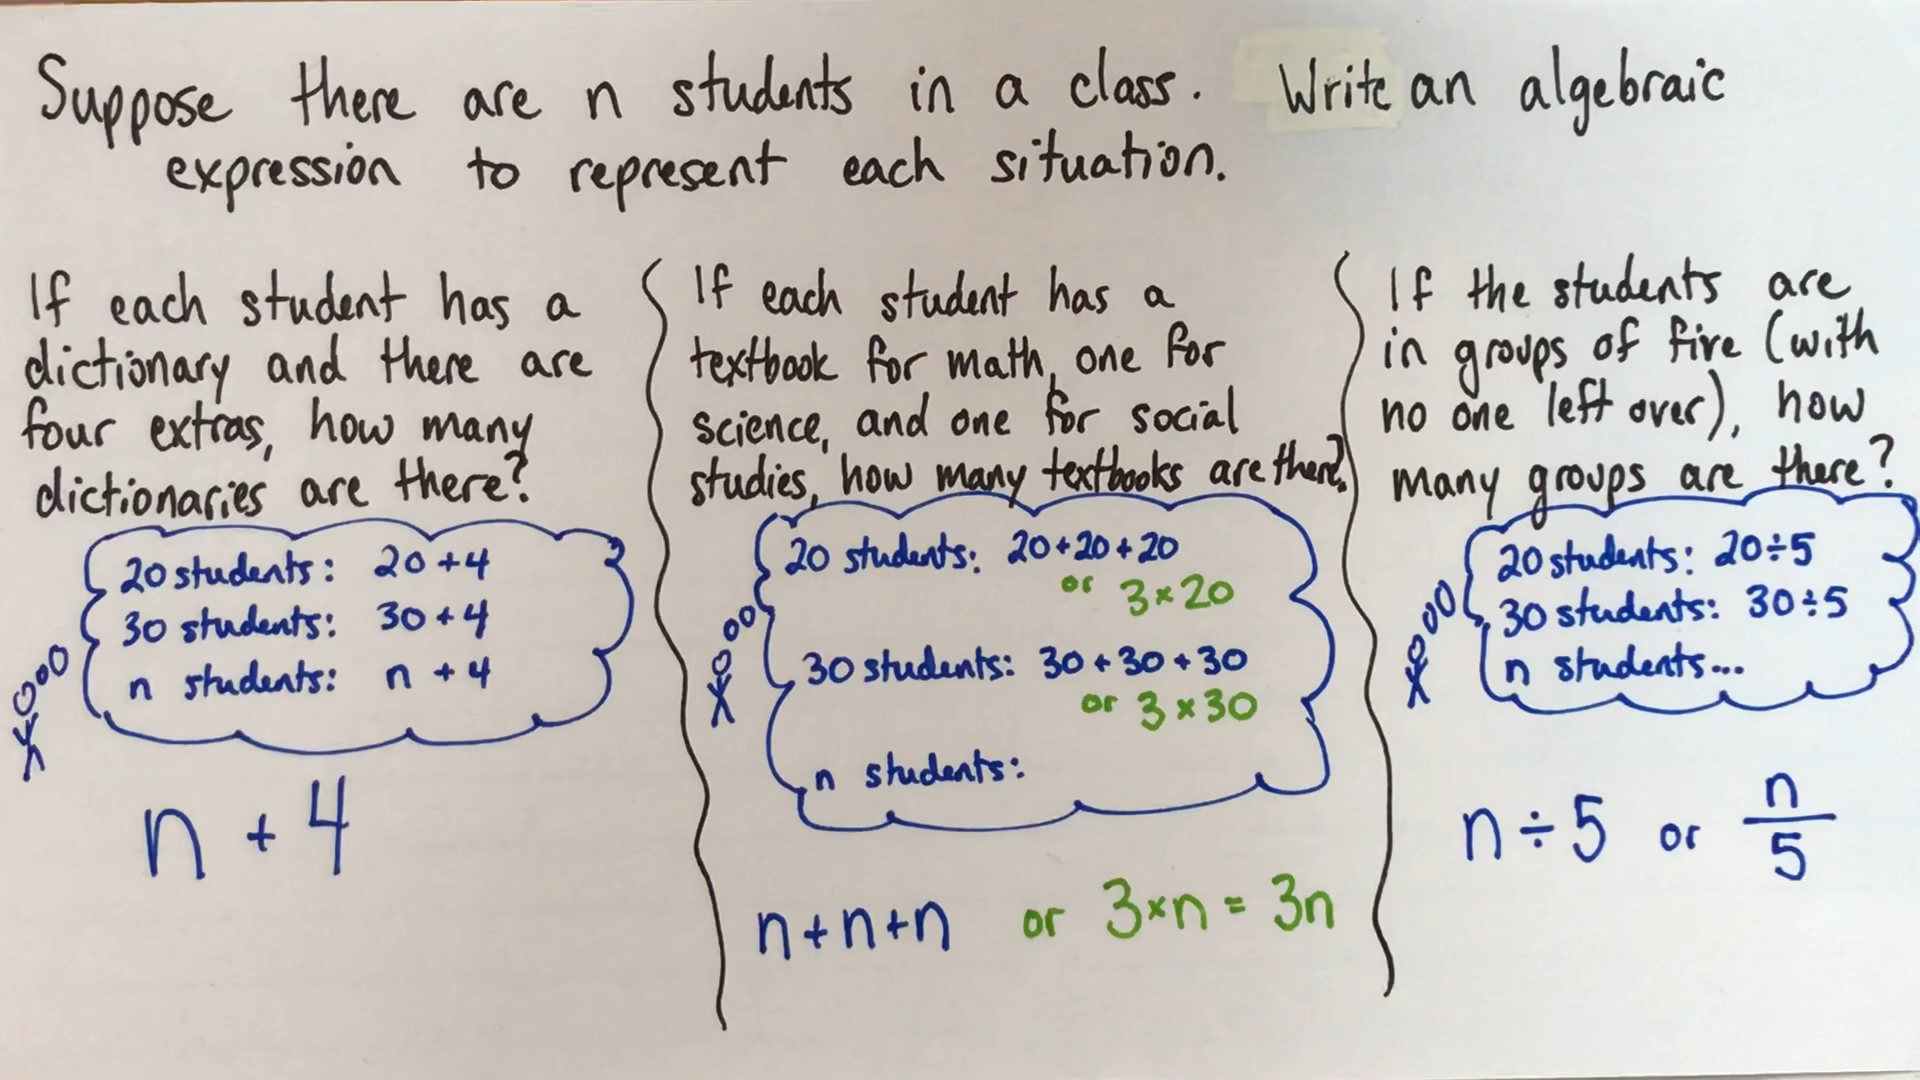 Suppose there are n students in a class. Write an algebraic
expression to represent each situation.
If each student has a
dictionary and there are
four extras, how many
dictionaries are there?
20 students: 20 + 4
30 students: 30 + 4
n students: n + 4
n + 4
If each student has a
textbook for math, one for
science, and one for social
studies, how many textbooks are there?
20 students: 20 + 20 + 20
or 3 × 20
30 students: 30 + 30 + 30
or 3 × 30
n students:
n + n + n or 3 × n = 3n
If the students are
in groups of five (with
no one left over), how
many groups are there?
20 students: 20 ÷ 5
30 students: 30 ÷ 5
n students...
n ÷ 5 or n/5